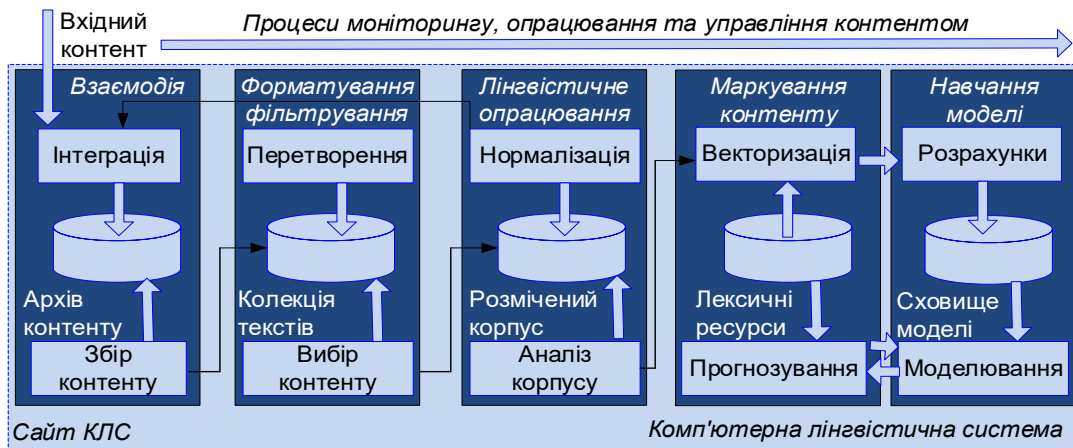 Вхідний
контент
Процеси моніторингу, опрацювання та управління контентом
Взаємодія
Інтеграція
Архів
контенту
Збір
контенту
Форматування
фільтрування
Перетворення
Колекція
текстів
Вибір
контенту
Лінгвістичне
опрацювання
Нормалізація
Розмічений
корпус
Аналіз
корпусу
Маркування
контенту
Векторизація
Лексичні
ресурси
Прогнозування
Навчання
моделі
Розрахунки
Сховище
моделі
Моделювання
Сайт КЛС
Комп'ютерна лінгвістична система